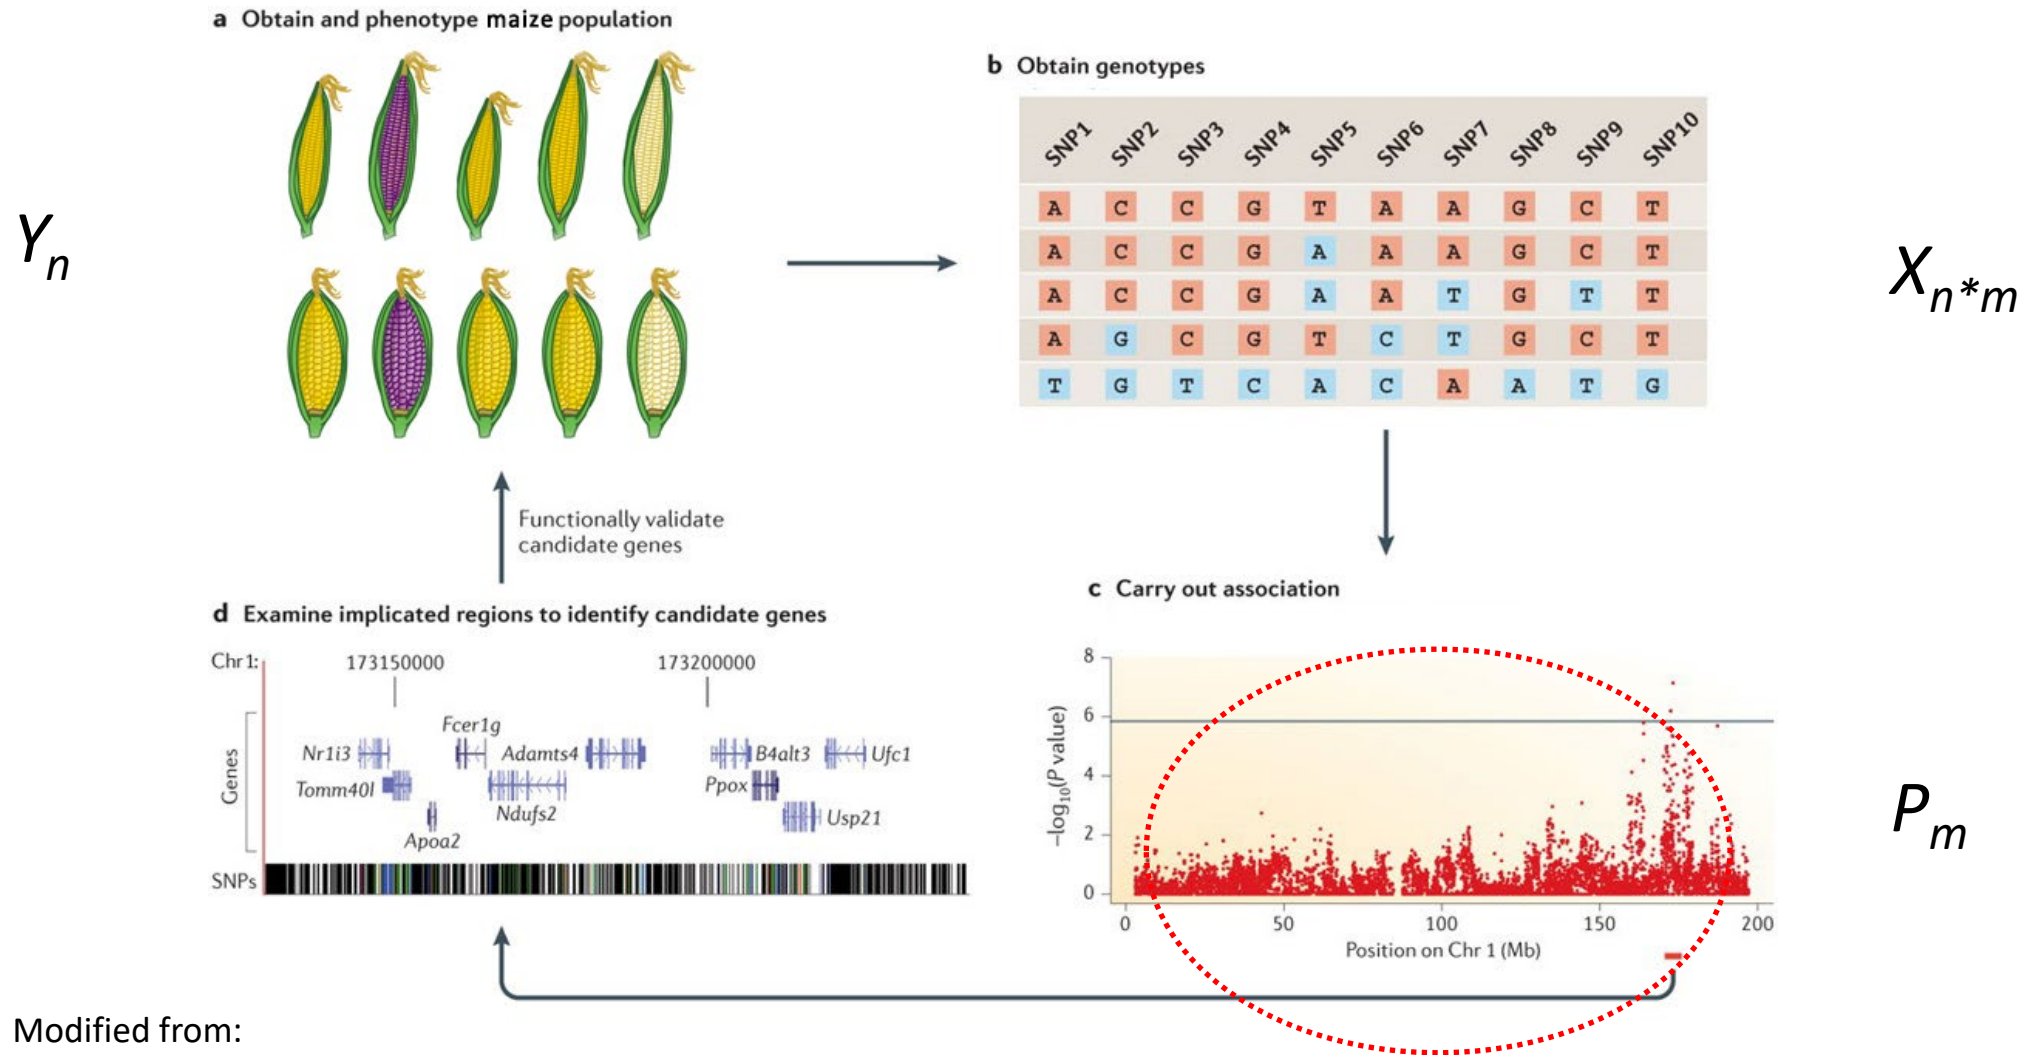 a Obtain and phenotype maize population
Y_n
b Obtain genotypes
SNP1 SNP2 SNP3 SNP4 SNP5 SNP6 SNP7 SNP8 SNP9 SNP10
A C C G T A A G C T
A C C G A A A G C T
A C C G A A T G T T
A G C G T C T G C T
T G T C A C A A T G
X_n*m
Functionally validate
candidate genes
c Carry out association
8
6
4
2
0
−log10(P value)
0 50 100 150 200
Position on Chr 1 (Mb)
P_m
d Examine implicated regions to identify candidate genes
Chr1: 173150000 173200000
Genes
Fcer1g
Nr1i3 Adamts4 B4alt3 Ufc1
Tomm40l Ppox
Ndufs2 Usp21
Apoa2
SNPs
Modified from: